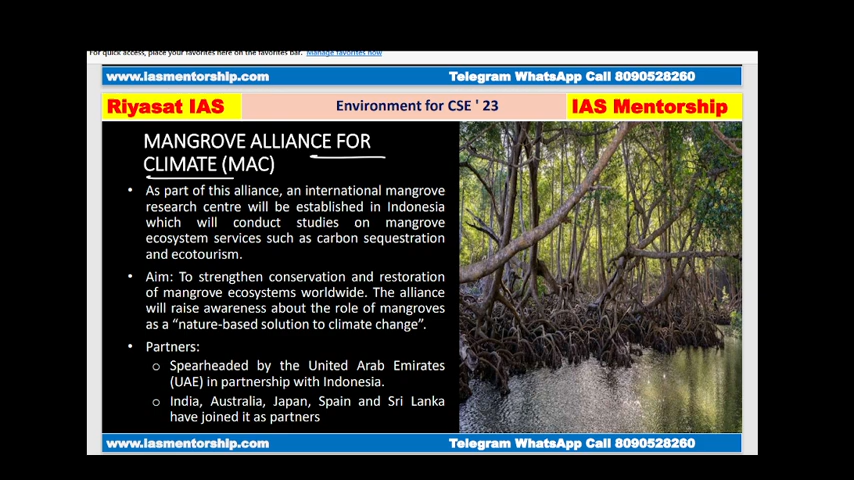 For quick access, place your favorites here on the favorites bar. Manage favorites now
www.iasmentorship.com Telegram WhatsApp Call 8090528260
Riyasat IAS Environment for CSE ' 23 IAS Mentorship
MANGROVE ALLIANCE FOR
CLIMATE (MAC)
• As part of this alliance, an international mangrove
research centre will be established in Indonesia
which will conduct studies on mangrove
ecosystem services such as carbon sequestration
and ecotourism.
• Aim: To strengthen conservation and restoration
of mangrove ecosystems worldwide. The alliance
will raise awareness about the role of mangroves
as a “nature-based solution to climate change”.
• Partners:
o Spearheaded by the United Arab Emirates
(UAE) in partnership with Indonesia.
o India, Australia, Japan, Spain and Sri Lanka
have joined it as partners
www.iasmentorship.com Telegram WhatsApp Call 8090528260